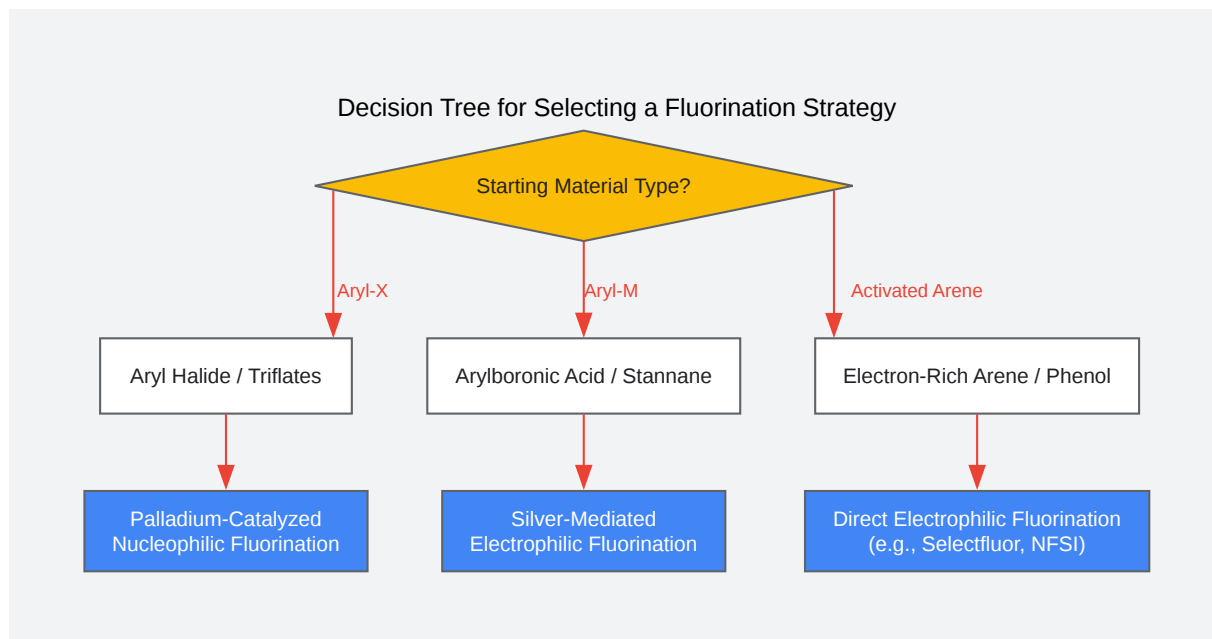 Decision Tree for Selecting a Fluorination Strategy
Starting Material Type?
Aryl-X
Aryl-M
Activated Arene
Aryl Halide / Triflates
Arylboronic Acid / Stannane
Electron-Rich Arene / Phenol
Palladium-Catalyzed
Nucleophilic Fluorination
Silver-Mediated
Electrophilic Fluorination
Direct Electrophilic Fluorination
(e.g., Selectfluor, NFSI)